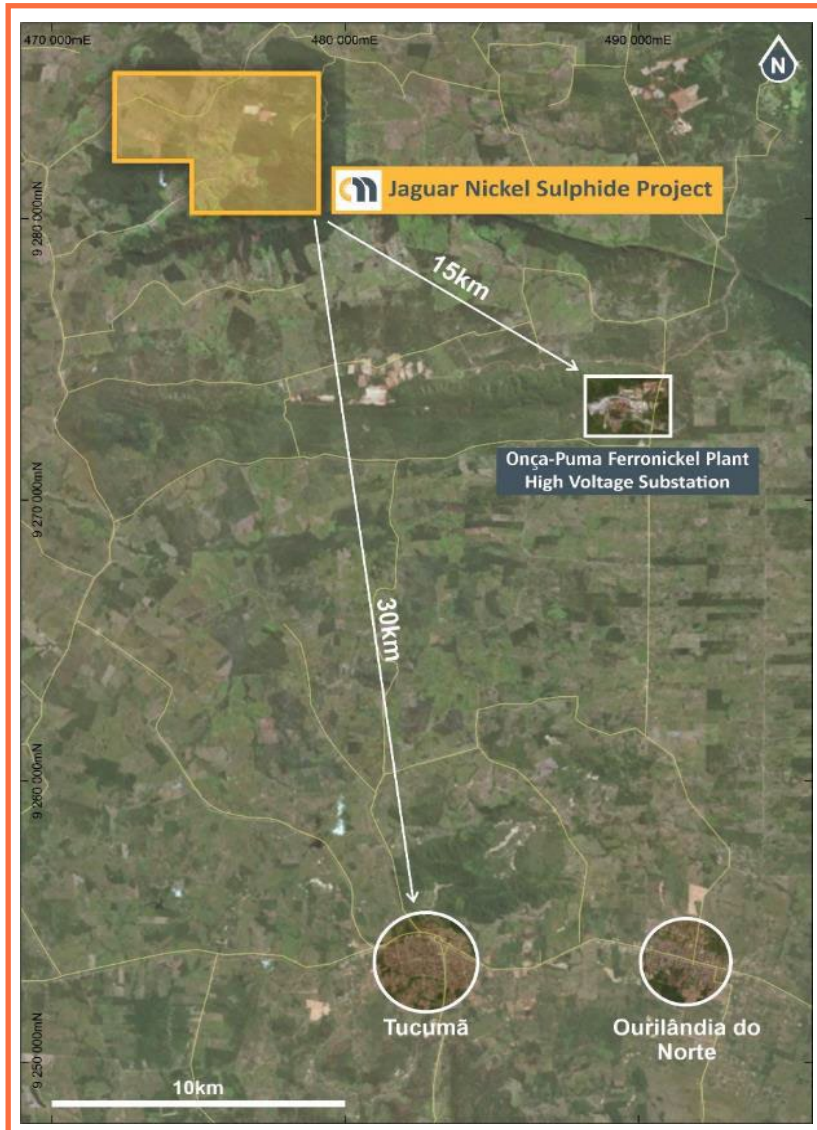 470 000mE
480 000mE
490 000mE
N
Jaguar Nickel Sulphide Project
9 280 000mN
15km
Onça-Puma Ferronickel Plant
High Voltage Substation
9 270 000mN
30km
9 260 000mN
Tucumã
Ourilândia do
Norte
9 250 000mN
10km